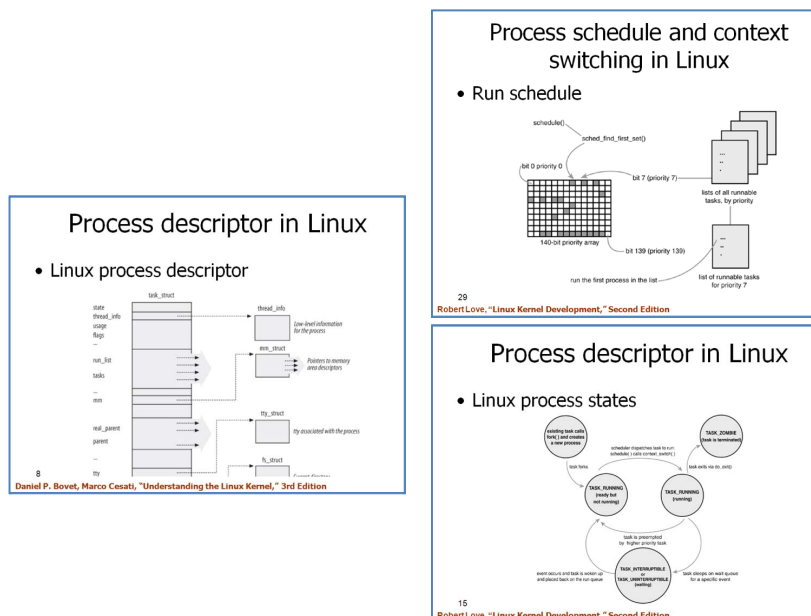 Process descriptor in Linux
• Linux process descriptor
task_struct
state
thread_info
usage
flags
...
run_list
tasks
...
mm
real_parent
parent
...
tty
thread_info
Low-level information
for the process
mm_struct
Pointers to memory
area descriptors
tty_struct
tty associated with the process
fs_struct
Current directory
8
Daniel P. Bovet, Marco Cesati, "Understanding the Linux Kernel," 3rd Edition
Process schedule and context
switching in Linux
• Run schedule
schedule()
sched_find_first_set()
bit 0 priority 0
bit 7 (priority 7)
140-bit priority array
bit 139 (priority 139)
run the first process in the list
lists of all runnable
tasks, by priority
list of runnable tasks
for priority 7
29
Robert Love, "Linux Kernel Development," Second Edition
Process descriptor in Linux
• Linux process states
existing task calls
fork() and creates
a new process
TASK_ZOMBIE
(task is terminated)
scheduler dispatches task to run:
schedule( ) calls context_switch( )
task forks
task exits via do_exit()
TASK_RUNNING
(ready but
not running)
TASK_RUNNING
(running)
task is preempted
by higher priority task
event occurs and task is woken up
and placed back on the run queue
TASK_INTERRUPTIBLE
or
TASK_UNINTERRUPTIBLE
(waiting)
task sleeps on wait queue
for a specific event
15
Robert Love, "Linux Kernel Development," Second Edition